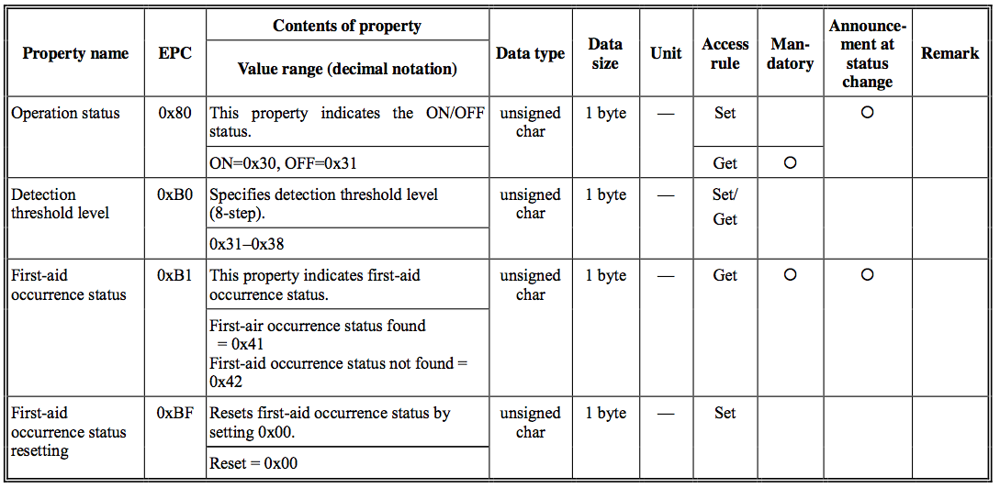 Property name
EPC
Contents of property
Value range (decimal notation)
Data type
Data
size
Unit
Access
rule
Man-
datory
Announce-
ment at
status
change
Remark
Operation status
0x80
This property indicates the ON/OFF
status.
ON=0x30, OFF=0x31
unsigned
char
1 byte
—
Set
Get
Detection
threshold level
0xB0
Specifies detection threshold level
(8-step).
0x31–0x38
unsigned
char
1 byte
—
Set/
Get
First-aid
occurrence status
0xB1
This property indicates first-aid
occurrence status.
First-air occurrence status found
= 0x41
First-aid occurrence status not found =
0x42
unsigned
char
1 byte
—
Get
First-aid
occurrence status
resetting
0xBF
Resets first-aid occurrence status by
setting 0x00.
Reset = 0x00
unsigned
char
1 byte
—
Set